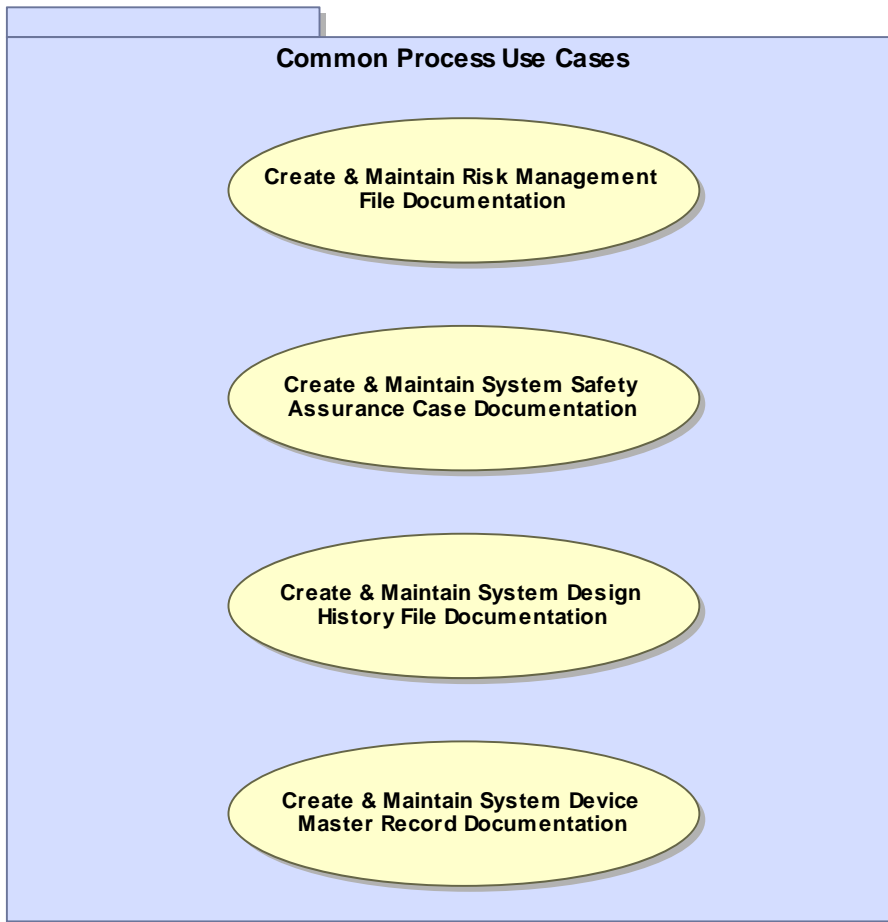 Common Process Use Cases
Create & Maintain Risk Management
File Documentation
Create & Maintain System Safety
Assurance Case Documentation
Create & Maintain System Design
History File Documentation
Create & Maintain System Device
Master Record Documentation